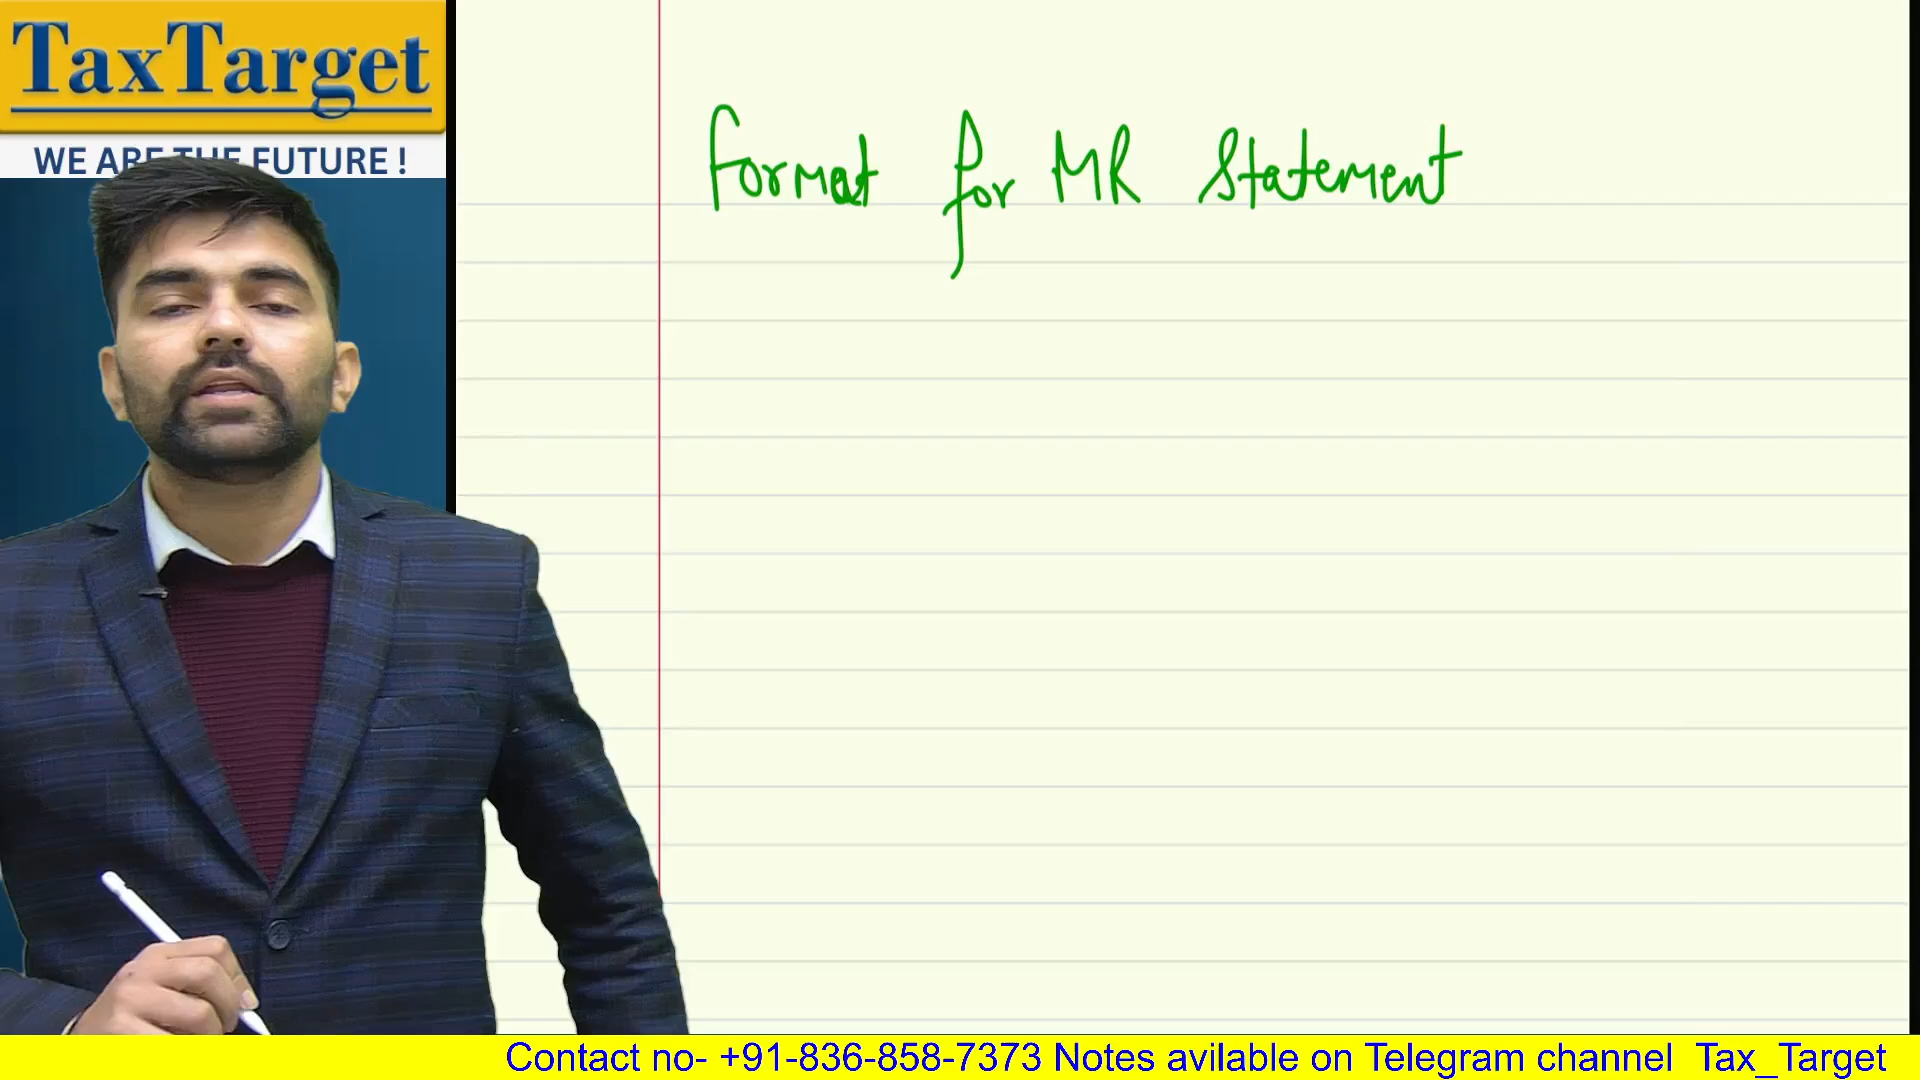 TaxTarget
WE ARE THE FUTURE !
Format for MR Statement
Contact no- +91-836-858-7373 Notes avilable on Telegram channel Tax_Target